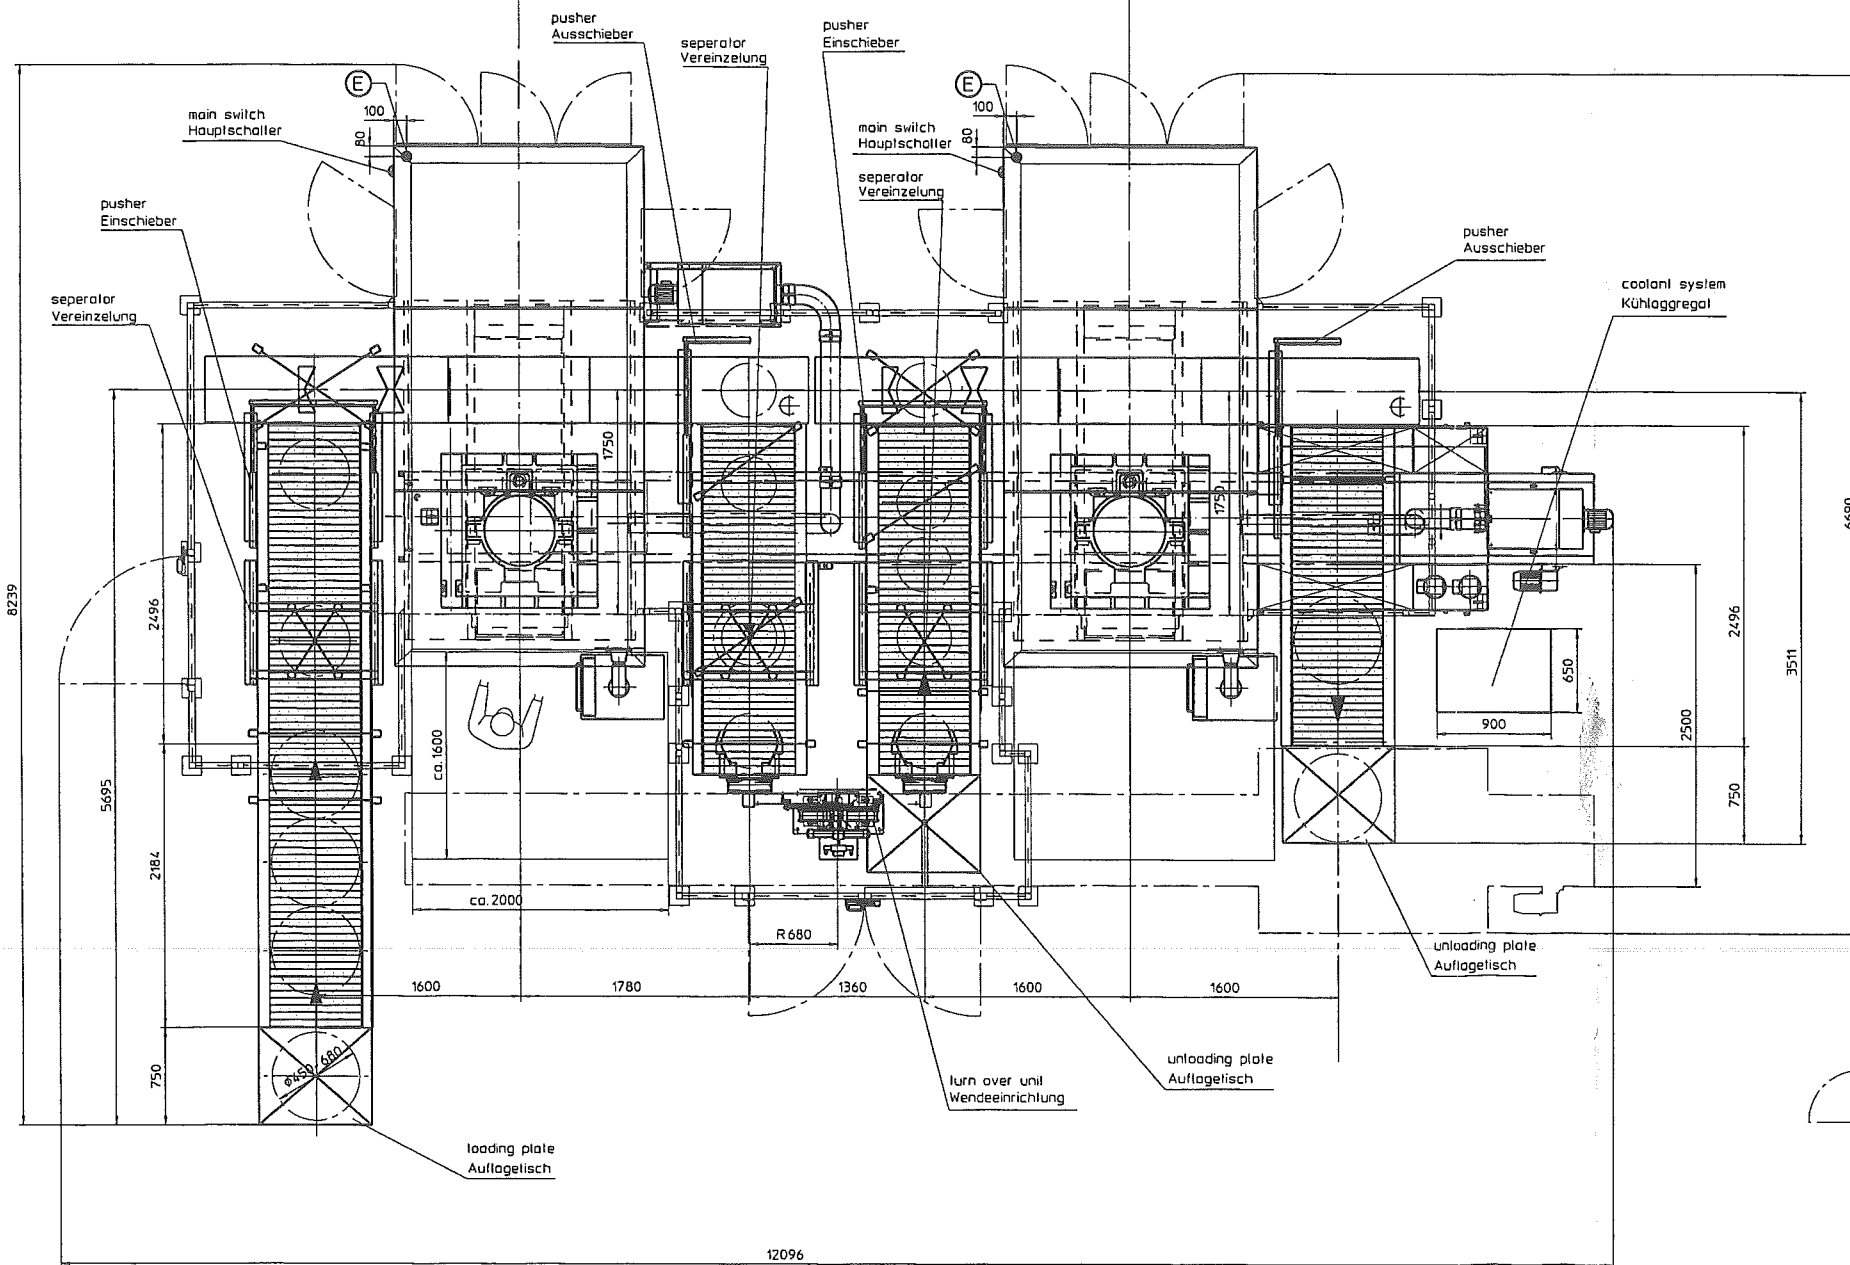 pusher
Ausschieber
seperator
Vereinzelung
pusher
Einschieber
E
100
80
main switch
Hauptschalter
E
100
80
main switch
Hauptschalter
seperator
Vereinzelung
pusher
Einschieber
pusher
Ausschieber
seperator
Vereinzelung
coolant system
Kühlaggregat
1750
1750
8239
5695
2496
2184
750
ca.1600
ca.2000
R680
2496
3511
6690
650
900
2500
750
1600
1780
1360
1600
1600
ø450-680
unloading plate
Auflagetisch
unloading plate
Auflagetisch
turn over unit
Wendeeinrichtung
loading plate
Auflagetisch
12096